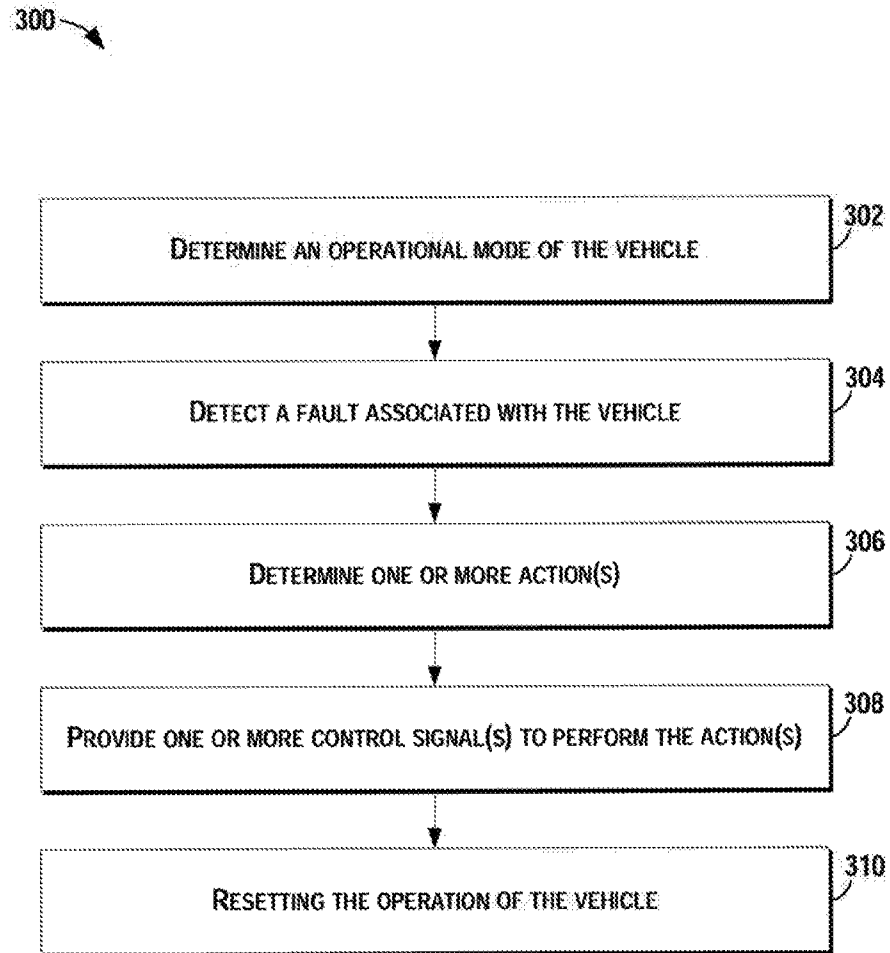 300
302
DETERMINE AN OPERATIONAL MODE OF THE VEHICLE
304
DETECT A FAULT ASSOCIATED WITH THE VEHICLE
306
DETERMINE ONE OR MORE ACTION(S)
308
PROVIDE ONE OR MORE CONTROL SIGNAL(S) TO PERFORM THE ACTION(S)
310
RESETTING THE OPERATION OF THE VEHICLE